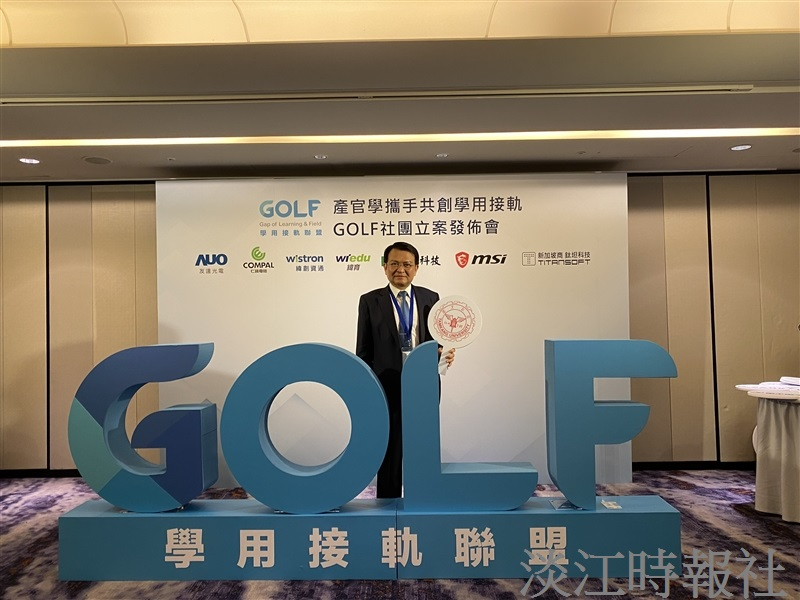 GOLF
Gap of Learning & Field
學用接軌聯盟
產官學攜手共創學用接軌
GOLF社團立案發佈會
AUO
友達光電
COMPAL
仁寶電腦
wistron
緯創資通
wiedu
緯育
科技
msi
新加坡商 鈦坦科技
TITANSOFT
GOLF
學用接軌聯盟
淡江時報社